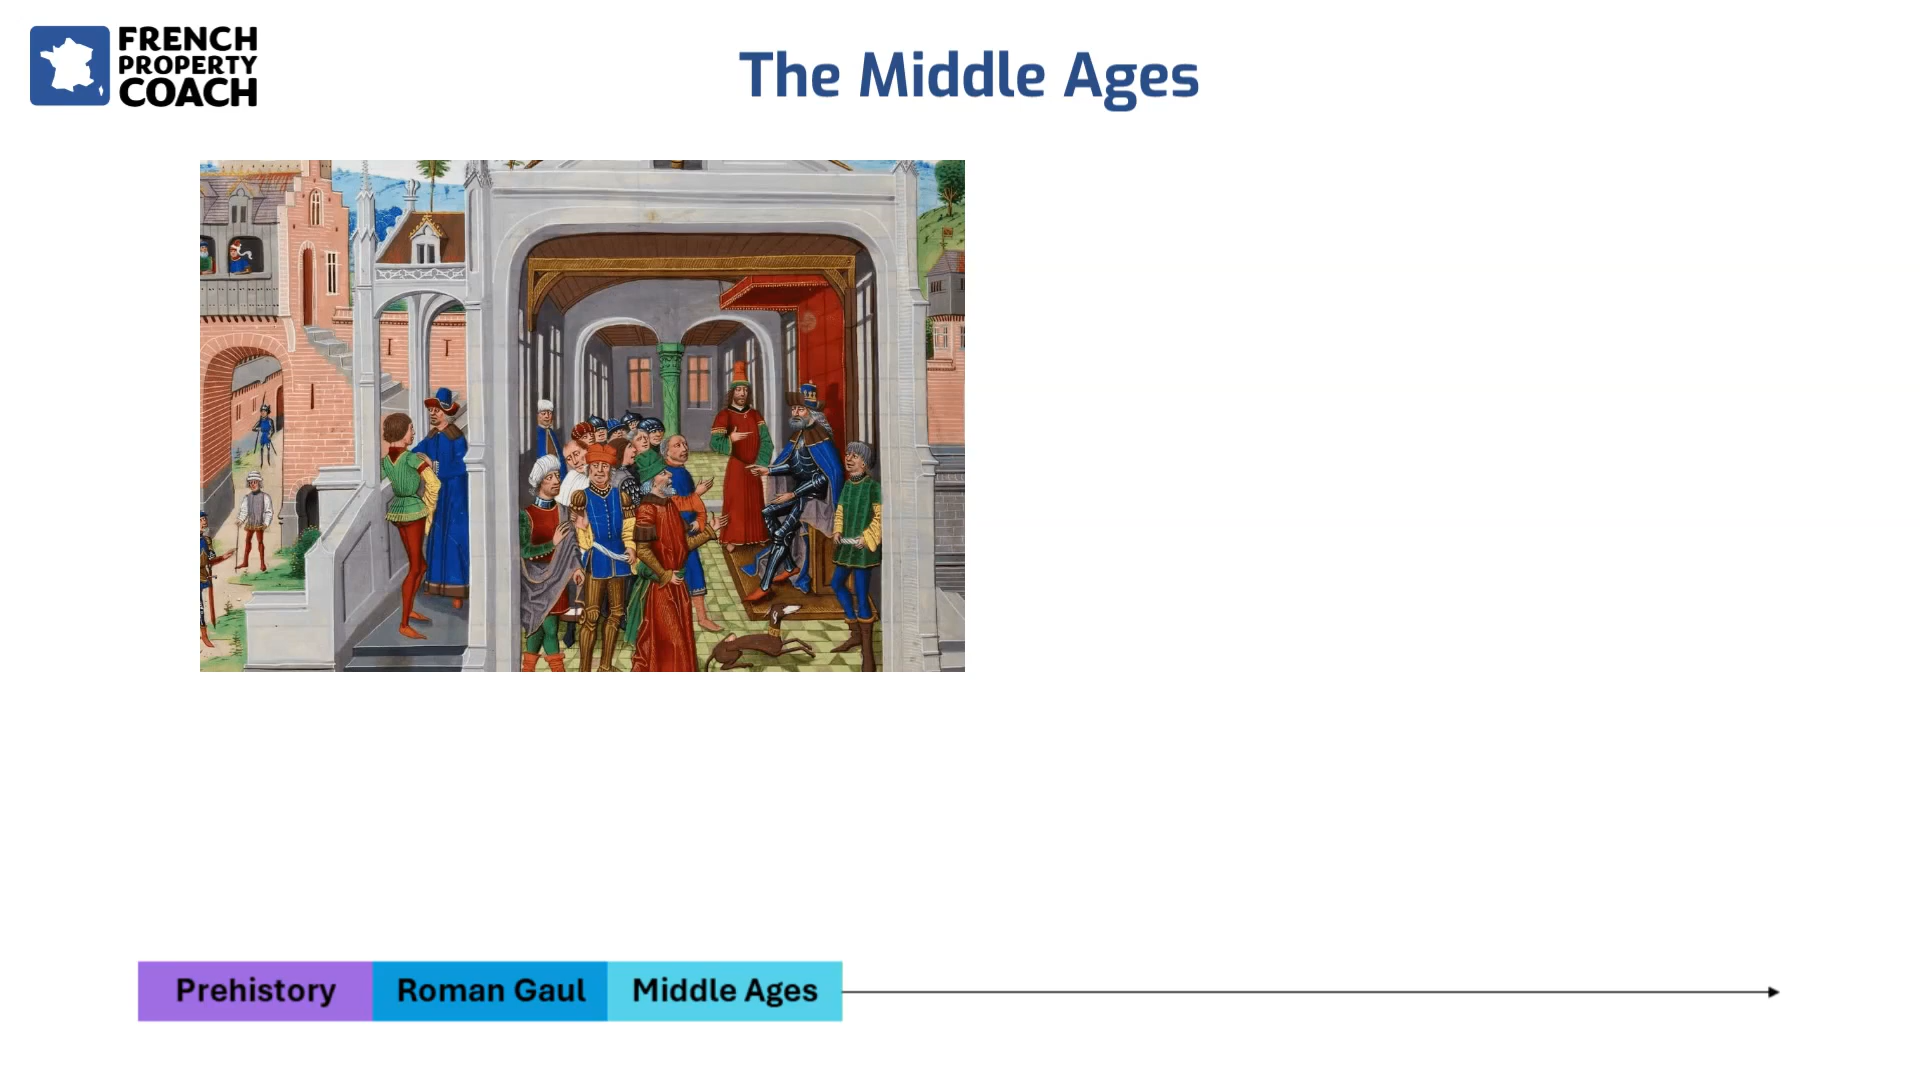 FRENCH
PROPERTY
COACH
The Middle Ages
Prehistory
Roman Gaul
Middle Ages